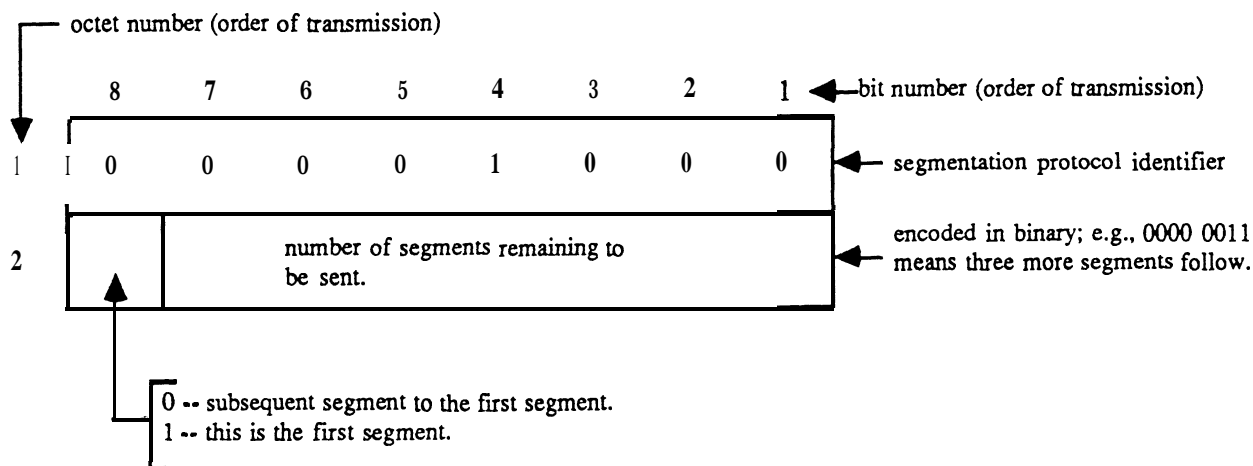 octet number (order of transmission)
8 7 6 5 4 3 2 1 bit number (order of transmission)
1 0 0 0 0 1 0 0 0 segmentation protocol identifier
2 number of segments remaining to
be sent.
encoded in binary; e.g., 0000 0011
means three more segments follow.
0 -- subsequent segment to the first segment.
1 -- this is the first segment.